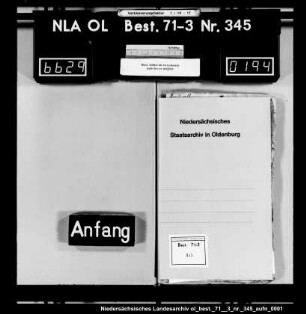 NLA OL Best. 71-3 Nr. 345
6629
0194
Niedersächsisches
Staatsarchiv in Oldenburg
Anfang
Best. 71-3
Niedersächsisches Landesarchiv ol_best_71__3_nr_345_aufn_0001